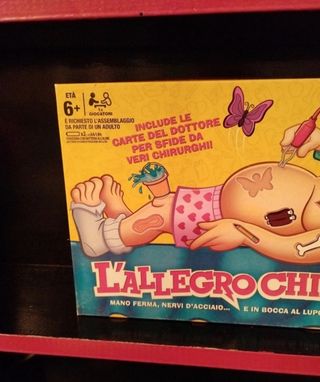 ETÀ
6+
1+
GIOCATORI
È RICHIESTO L'ASSEMBLAGGIO
DA PARTE DI UN ADULTO
INCLUDE LE
CARTE DEL DOTTORE
PER SFIDE DA
VERI CHIRURGHI!
L'ALLEGRO CHI
MANO FERMA, NERVI D'ACCIAIO... E IN BOCCA AL LUPO